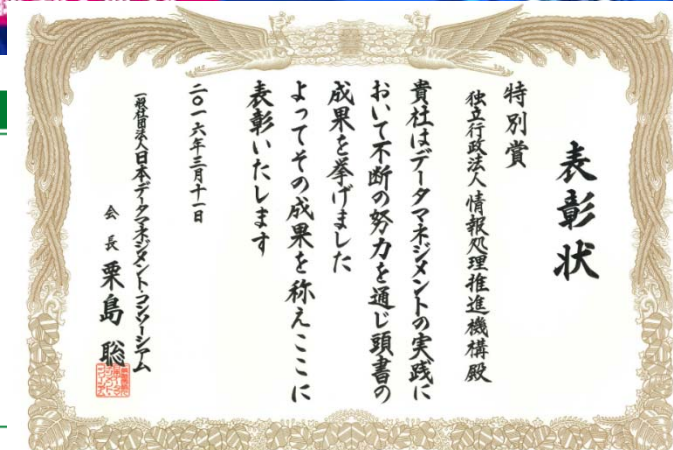 表彰状
特別賞
独立行政法人情報処理推進機構殿
貴社はデータマネジメントの実践に
おいて不断の努力を通じ頭書の
成果を挙げました
よってその成果を称えここに
表彰いたします
二〇一六年三月十一日
一般社団法人日本データマネジメント・コンソーシアム
会長 栗島聡